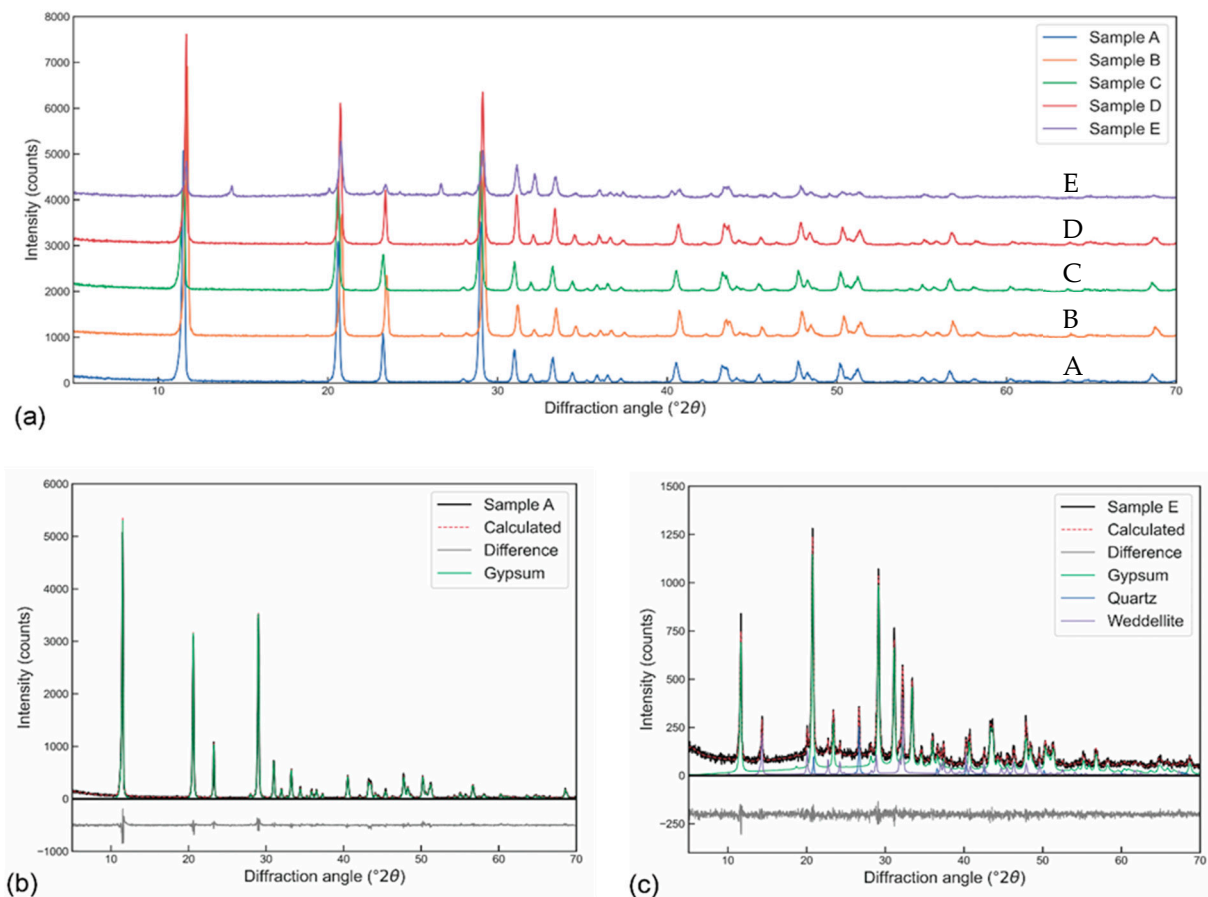 8000
7000
6000
5000
4000
3000
2000
1000
0
Intensity (counts)
Sample A
Sample B
Sample C
Sample D
Sample E
E
D
C
B
A
10 20 30 40 50 60 70
Diffraction angle (°2θ)
(a)
6000
5000
4000
3000
2000
1000
0
−1000
Intensity (counts)
Sample A
Calculated
Difference
Gypsum
10 20 30 40 50 60 70
Diffraction angle (°2θ)
(b)
1500
1250
1000
750
500
250
0
−250
Intensity (counts)
Sample E
Calculated
Difference
Gypsum
Quartz
Weddellite
10 20 30 40 50 60 70
Diffraction angle (°2θ)
(c)